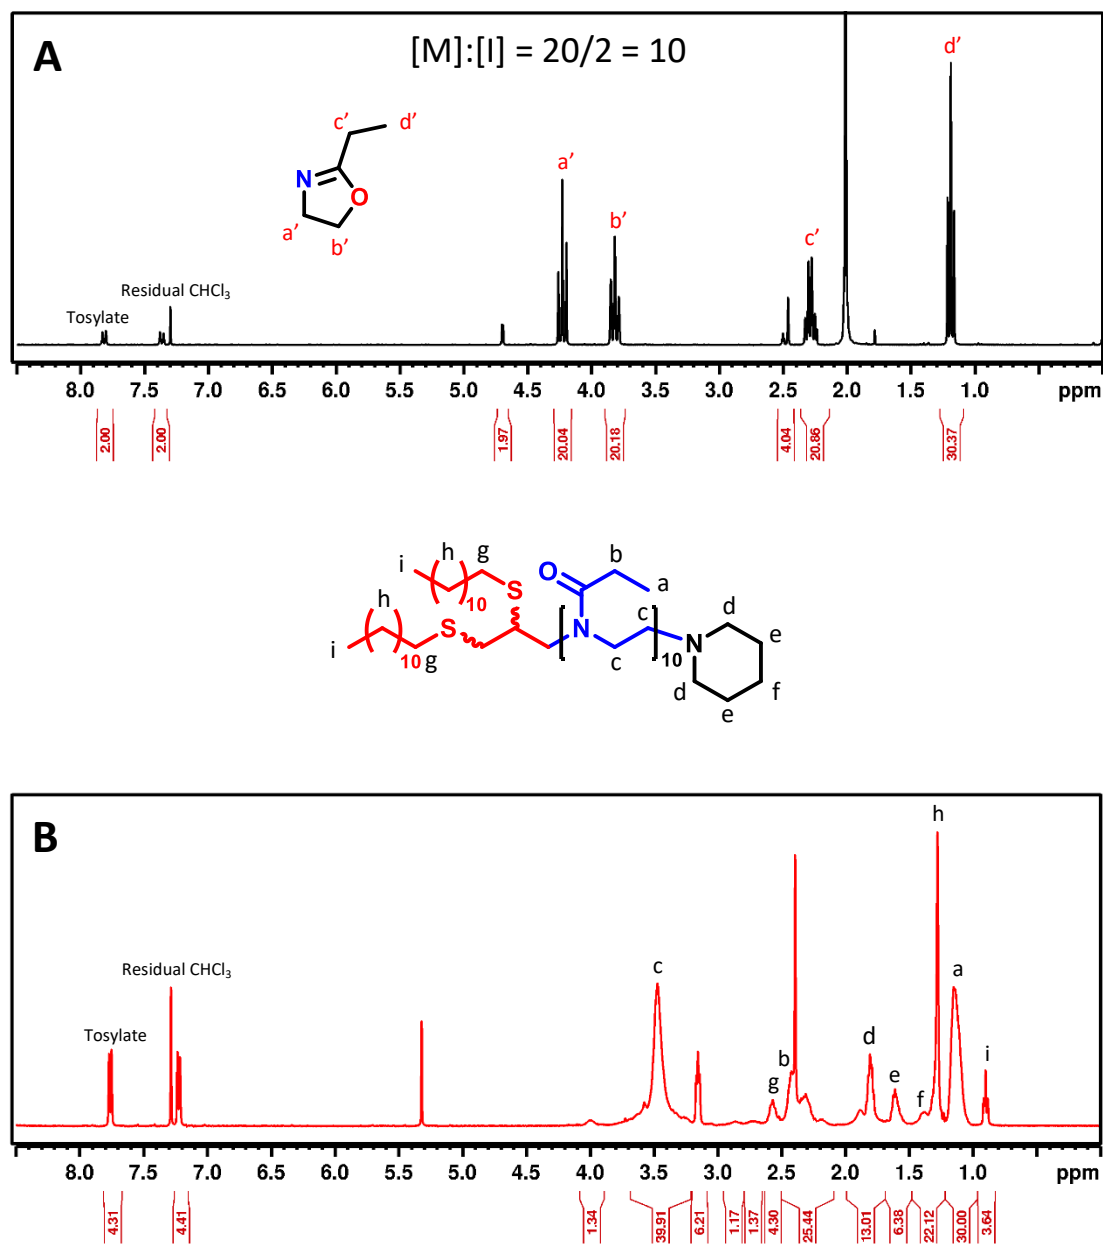 A
[M]:[I] = 20/2 = 10
d'
c'
d'
N
O
a'
b'
a'
b'
c'
Residual CHCl₃
Tosylate
8.0 7.5 7.0 6.5 6.0 5.5 5.0 4.5 4.0 3.5 3.0 2.5 2.0 1.5 1.0 ppm
2.00 2.00 1.97 20.04 20.18 4.04 20.86 30.37
i h g
10
S
O
b
a
h
i
10 g
S
N
c
c
10
N
d
e
f
d
e
B
h
Residual CHCl₃
c
a
Tosylate
d
b
g
e
f
i
8.0 7.5 7.0 6.5 6.0 5.5 5.0 4.5 4.0 3.5 3.0 2.5 2.0 1.5 1.0 ppm
4.31 4.41 1.34 39.91 6.21 1.17 1.37 4.30 25.44 13.01 6.38 22.12 30.00 3.64